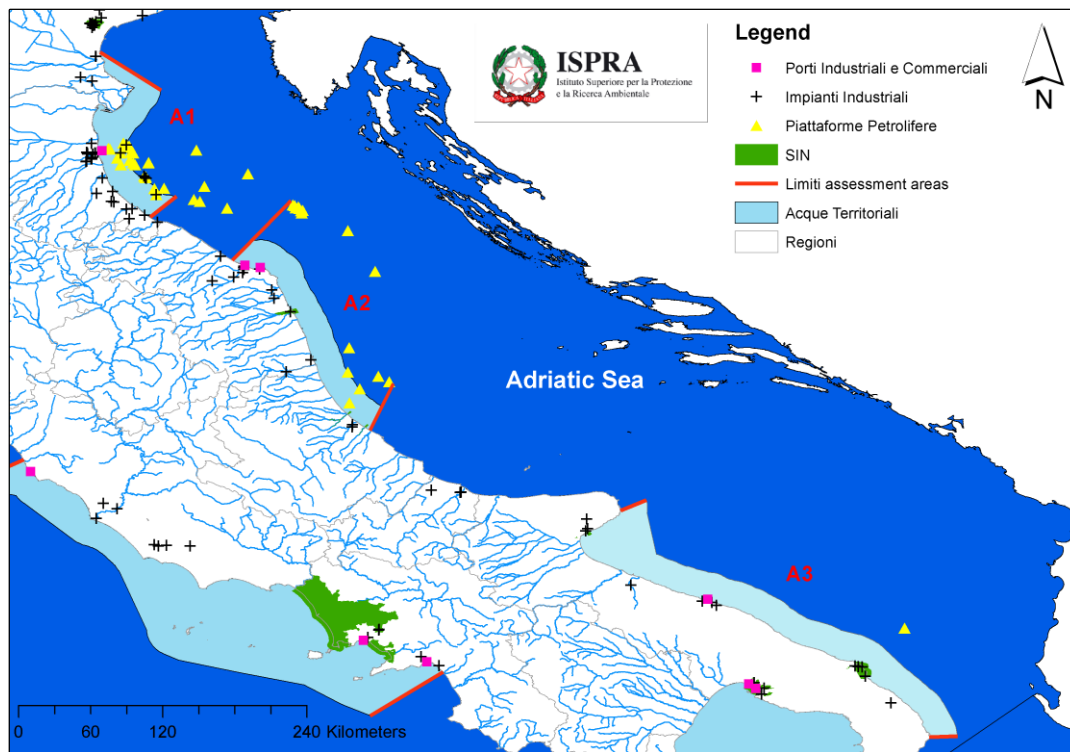 ISPRA
Istituto Superiore per la Protezione
e la Ricerca Ambientale
Legend
Porti Industriali e Commerciali
Impianti Industriali
Piattaforme Petrolifere
SIN
Limiti assessment areas
Acque Territoriali
Regioni
N
A1
A2
Adriatic Sea
A3
0 60 120 240 Kilometers